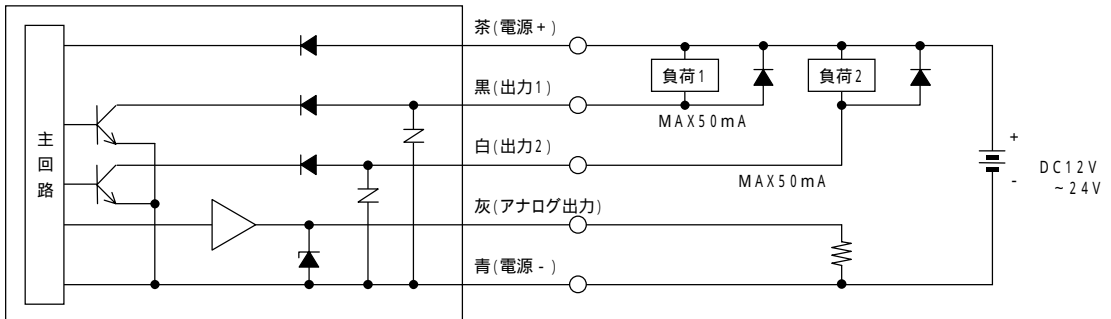 茶(電源+)
負荷1
負荷2
黒(出力1)
MAX50mA
主回路
白(出力2)
MAX50mA
+
-
DC12V
~24V
灰(アナログ出力)
青(電源-)